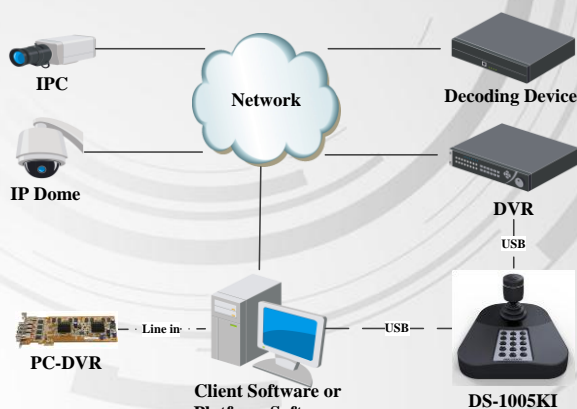 IPC
Network
Decoding Device
IP Dome
DVR
USB
PC-DVR
Line in
USB
Client Software or
DS-1005KI